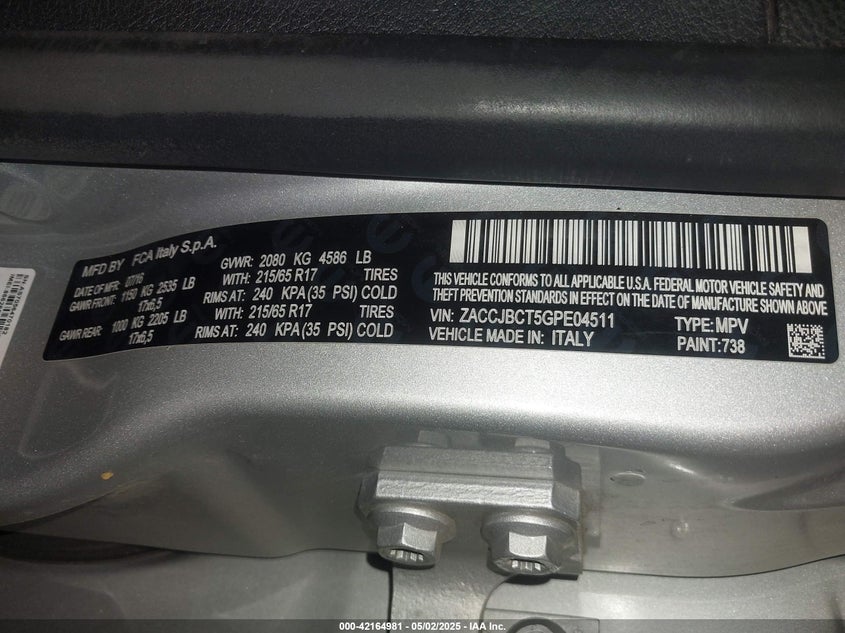 MFD BY FCA Italy S.p.A.
DATE OF MFR: 07/16 GVWR: 2080 KG 4586 LB
GAWR FRONT: 1150 KG 2535 LB WITH: 215/65 R17 TIRES
17x6,5 RIMS AT: 240 KPA (35 PSI) COLD
GAWR REAR: 1000 KG 2205 LB WITH: 215/65 R17 TIRES
17x6,5 RIMS AT: 240 KPA (35 PSI) COLD
THIS VEHICLE CONFORMS TO ALL APPLICABLE U.S.A. FEDERAL MOTOR VEHICLE SAFETY
AND THEFT PREVENTION STANDARDS IN EFFECT ON THE DATE OF MANUFACTURE SHOWN ABOVE
VIN: ZACCJBCT5GPE04511 TYPE: MPV
VEHICLE MADE IN: ITALY PAINT: 738
000-42164981 - 05/02/2025 - IAA Inc.